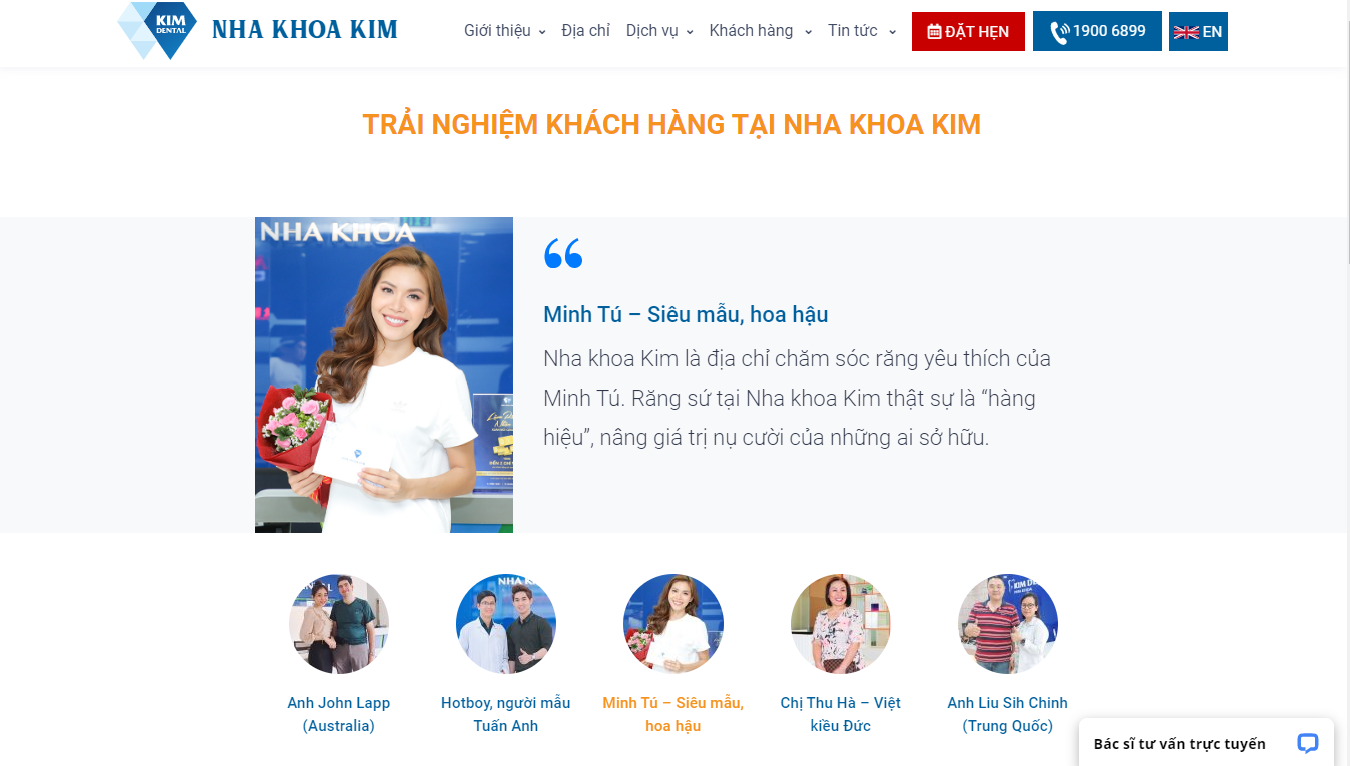 KIM
DENTAL
NHA KHOA KIM
Giới thiệu
Địa chỉ
Dịch vụ
Khách hàng
Tin tức
ĐẶT HẸN
1900 6899
EN
TRẢI NGHIỆM KHÁCH HÀNG TẠI NHA KHOA KIM
NHA KHOA
“
Minh Tú – Siêu mẫu, hoa hậu
Nha khoa Kim là địa chỉ chăm sóc răng yêu thích của
Minh Tú. Răng sứ tại Nha khoa Kim thật sự là “hàng
hiệu”, nâng giá trị nụ cười của những ai sở hữu.
Anh John Lapp
(Australia)
Hotboy, người mẫu
Tuấn Anh
Minh Tú – Siêu mẫu,
hoa hậu
Chị Thu Hà – Việt
kiều Đức
Anh Liu Sih Chinh
(Trung Quốc)
Bác sĩ tư vấn trực tuyến